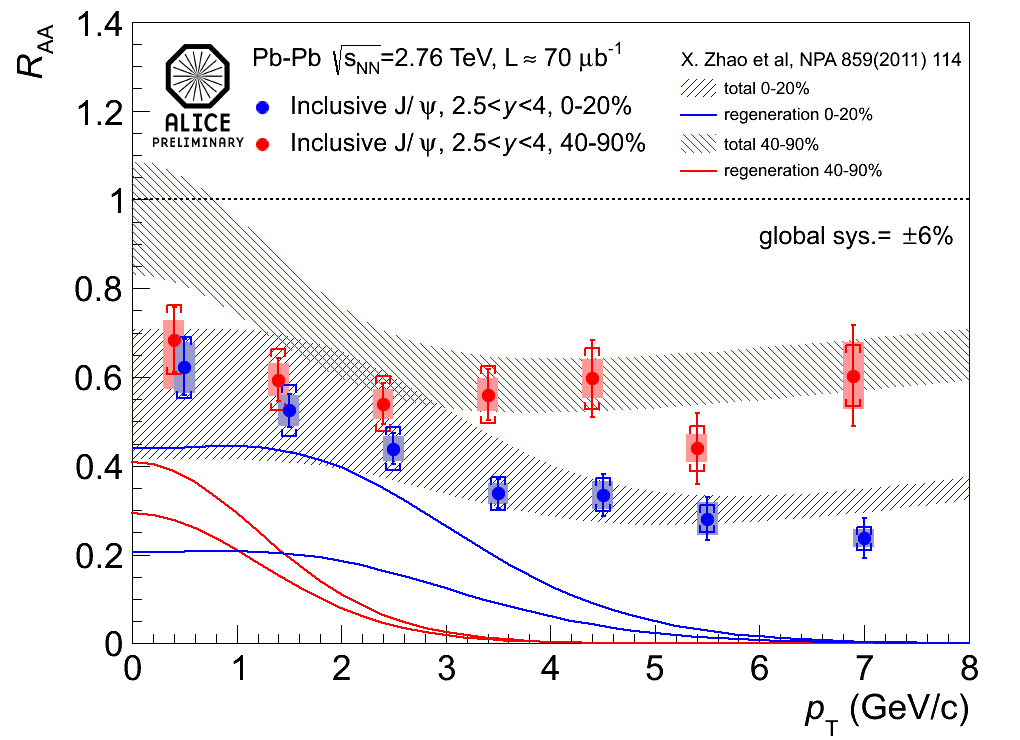 R_AA
1.4
1.2
1
0.8
0.6
0.4
0.2
0
ALICE
PRELIMINARY
Pb-Pb √s_NN=2.76 TeV, L ≈ 70 μb⁻¹
Inclusive J/ ψ, 2.5<y<4, 0-20%
Inclusive J/ ψ, 2.5<y<4, 40-90%
X. Zhao et al, NPA 859(2011) 114
total 0-20%
regeneration 0-20%
total 40-90%
regeneration 40-90%
global sys.= ±6%
0 1 2 3 4 5 6 7 8
p_T (GeV/c)